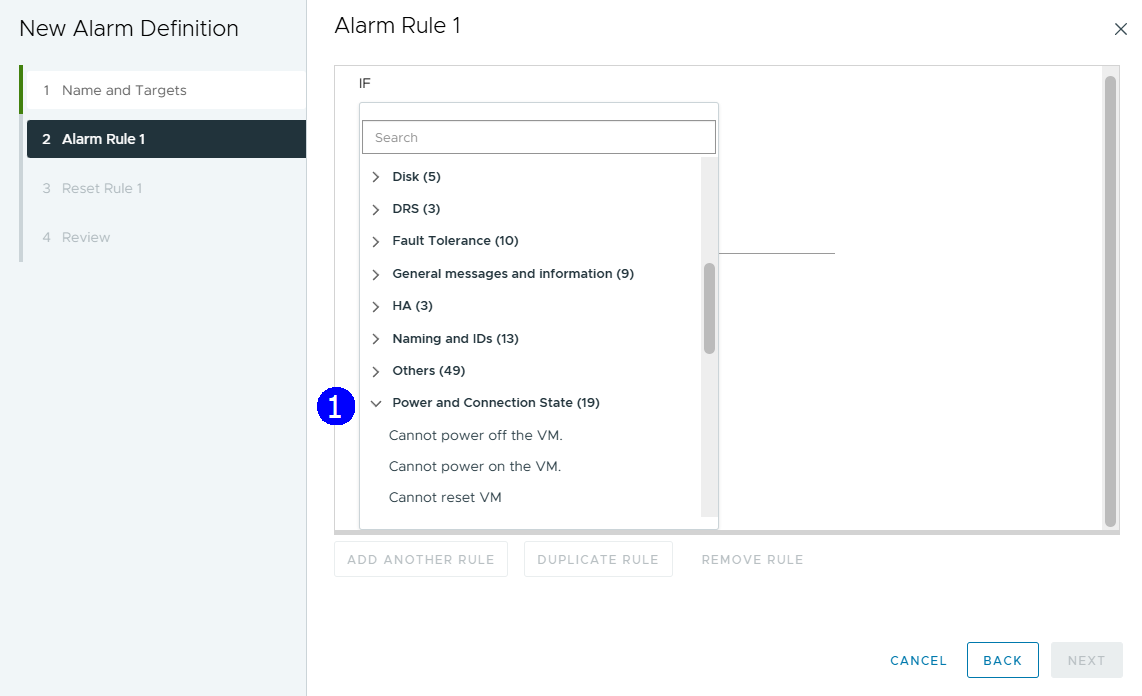 New Alarm Definition
1 Name and Targets
2 Alarm Rule 1
3 Reset Rule 1
4 Review
Alarm Rule 1
IF
Search
Disk (5)
DRS (3)
Fault Tolerance (10)
General messages and information (9)
HA (3)
Naming and IDs (13)
Others (49)
1
Power and Connection State (19)
Cannot power off the VM.
Cannot power on the VM.
Cannot reset VM
ADD ANOTHER RULE
DUPLICATE RULE
REMOVE RULE
CANCEL
BACK
NEXT